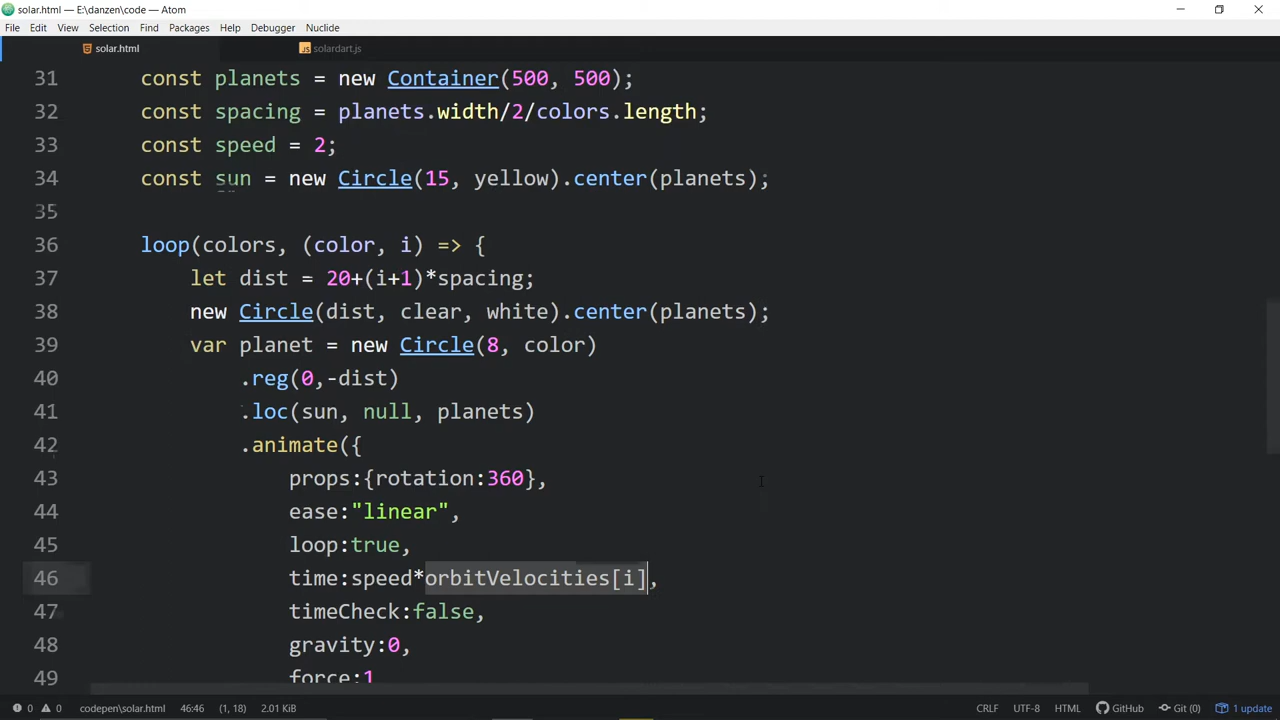 solar.html — E:\danzen\code — Atom
File Edit View Selection Find Packages Help Debugger Nuclide
solar.html solardart.js
31 const planets = new Container(500, 500);
32 const spacing = planets.width/2/colors.length;
33 const speed = 2;
34 const sun = new Circle(15, yellow).center(planets);
35
36 loop(colors, (color, i) => {
37 let dist = 20+(i+1)*spacing;
38 new Circle(dist, clear, white).center(planets);
39 var planet = new Circle(8, color)
40 .reg(0,-dist)
41 .loc(sun, null, planets)
42 .animate({
43 props:{rotation:360},
44 ease:"linear",
45 loop:true,
46 time:speed*orbitVelocities[i],
47 timeCheck:false,
48 gravity:0,
49 force:1
0 0 codepen\solar.html 46:46 (1, 18) 2.01 KiB CRLF UTF-8 HTML GitHub Git (0) 1 update